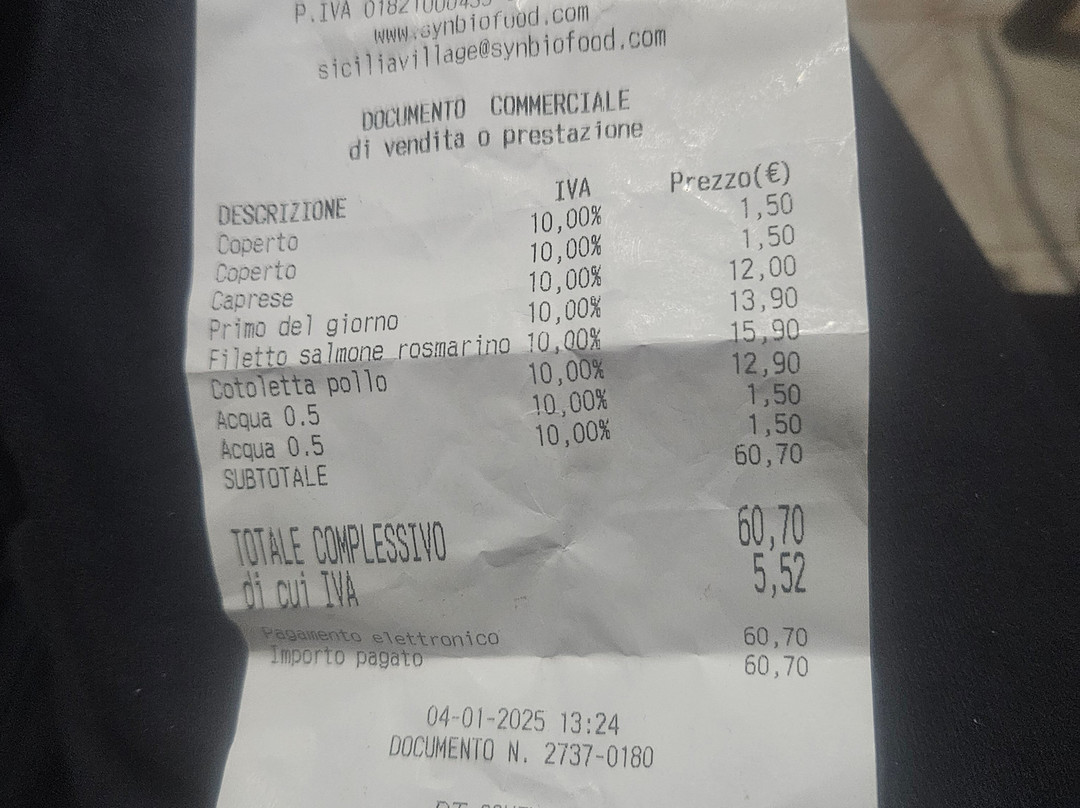 P.IVA
www.synbiofood.com
siciliavillage@synbiofood.com
DOCUMENTO COMMERCIALE
di vendita o prestazione
DESCRIZIONE IVA Prezzo(€)
Coperto 10,00% 1,50
Coperto 10,00% 1,50
Caprese 10,00% 12,00
Primo del giorno 10,00% 13,90
Filetto salmone rosmarino 10,00% 15,90
Cotoletta pollo 10,00% 12,90
Acqua 0.5 10,00% 1,50
Acqua 0.5 10,00% 1,50
SUBTOTALE 60,70
TOTALE COMPLESSIVO 60,70
di cui IVA 5,52
Pagamento elettronico 60,70
Importo pagato 60,70
04-01-2025 13:24
DOCUMENTO N. 2737-0180